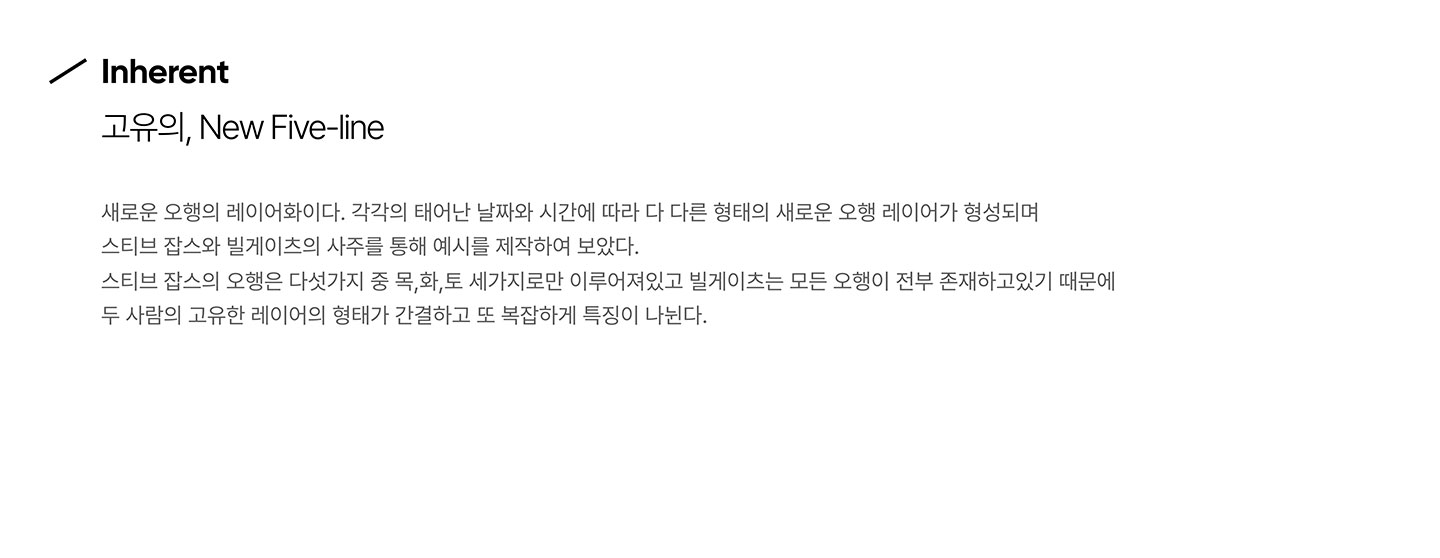 Inherent
고유의, New Five-line
새로운 오행의 레이어화이다. 각각의 태어난 날짜와 시간에 따라 다 다른 형태의 새로운 오행 레이어가 형성되며
스티브 잡스와 빌게이츠의 사주를 통해 예시를 제작하여 보았다.
스티브 잡스의 오행은 다섯가지 중 목,화,토 세가지로만 이루어져있고 빌게이츠는 모든 오행이 전부 존재하고있기 때문에
두 사람의 고유한 레이어의 형태가 간결하고 또 복잡하게 특징이 나뉜다.